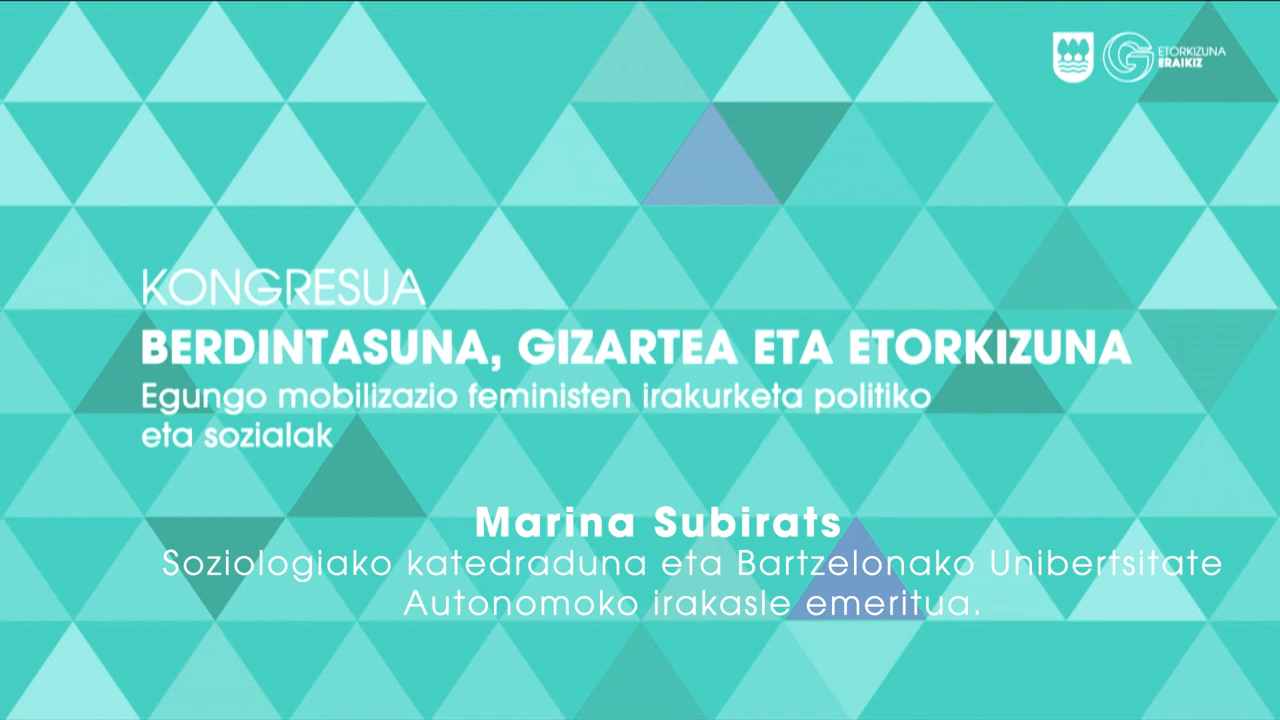 ETORKIZUNA
ERAIKIZ
KONGRESUA
BERDINTASUNA, GIZARTEA ETA ETORKIZUNA
Egungo mobilizazio feministen irakurketa politiko
eta sozialak
Marina Subirats
Soziologiako katedraduna eta Bartzelonako Unibertsitate
Autonomoko irakasle emeritua.